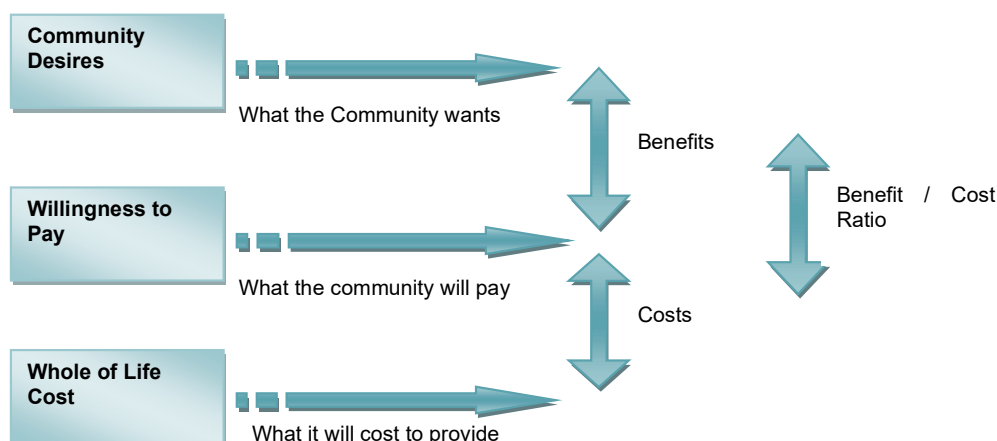 Community
Desires
What the Community wants
Benefits
Benefit / Cost
Ratio
Willingness to
Pay
What the community will pay
Costs
Whole of Life
Cost
What it will cost to provide